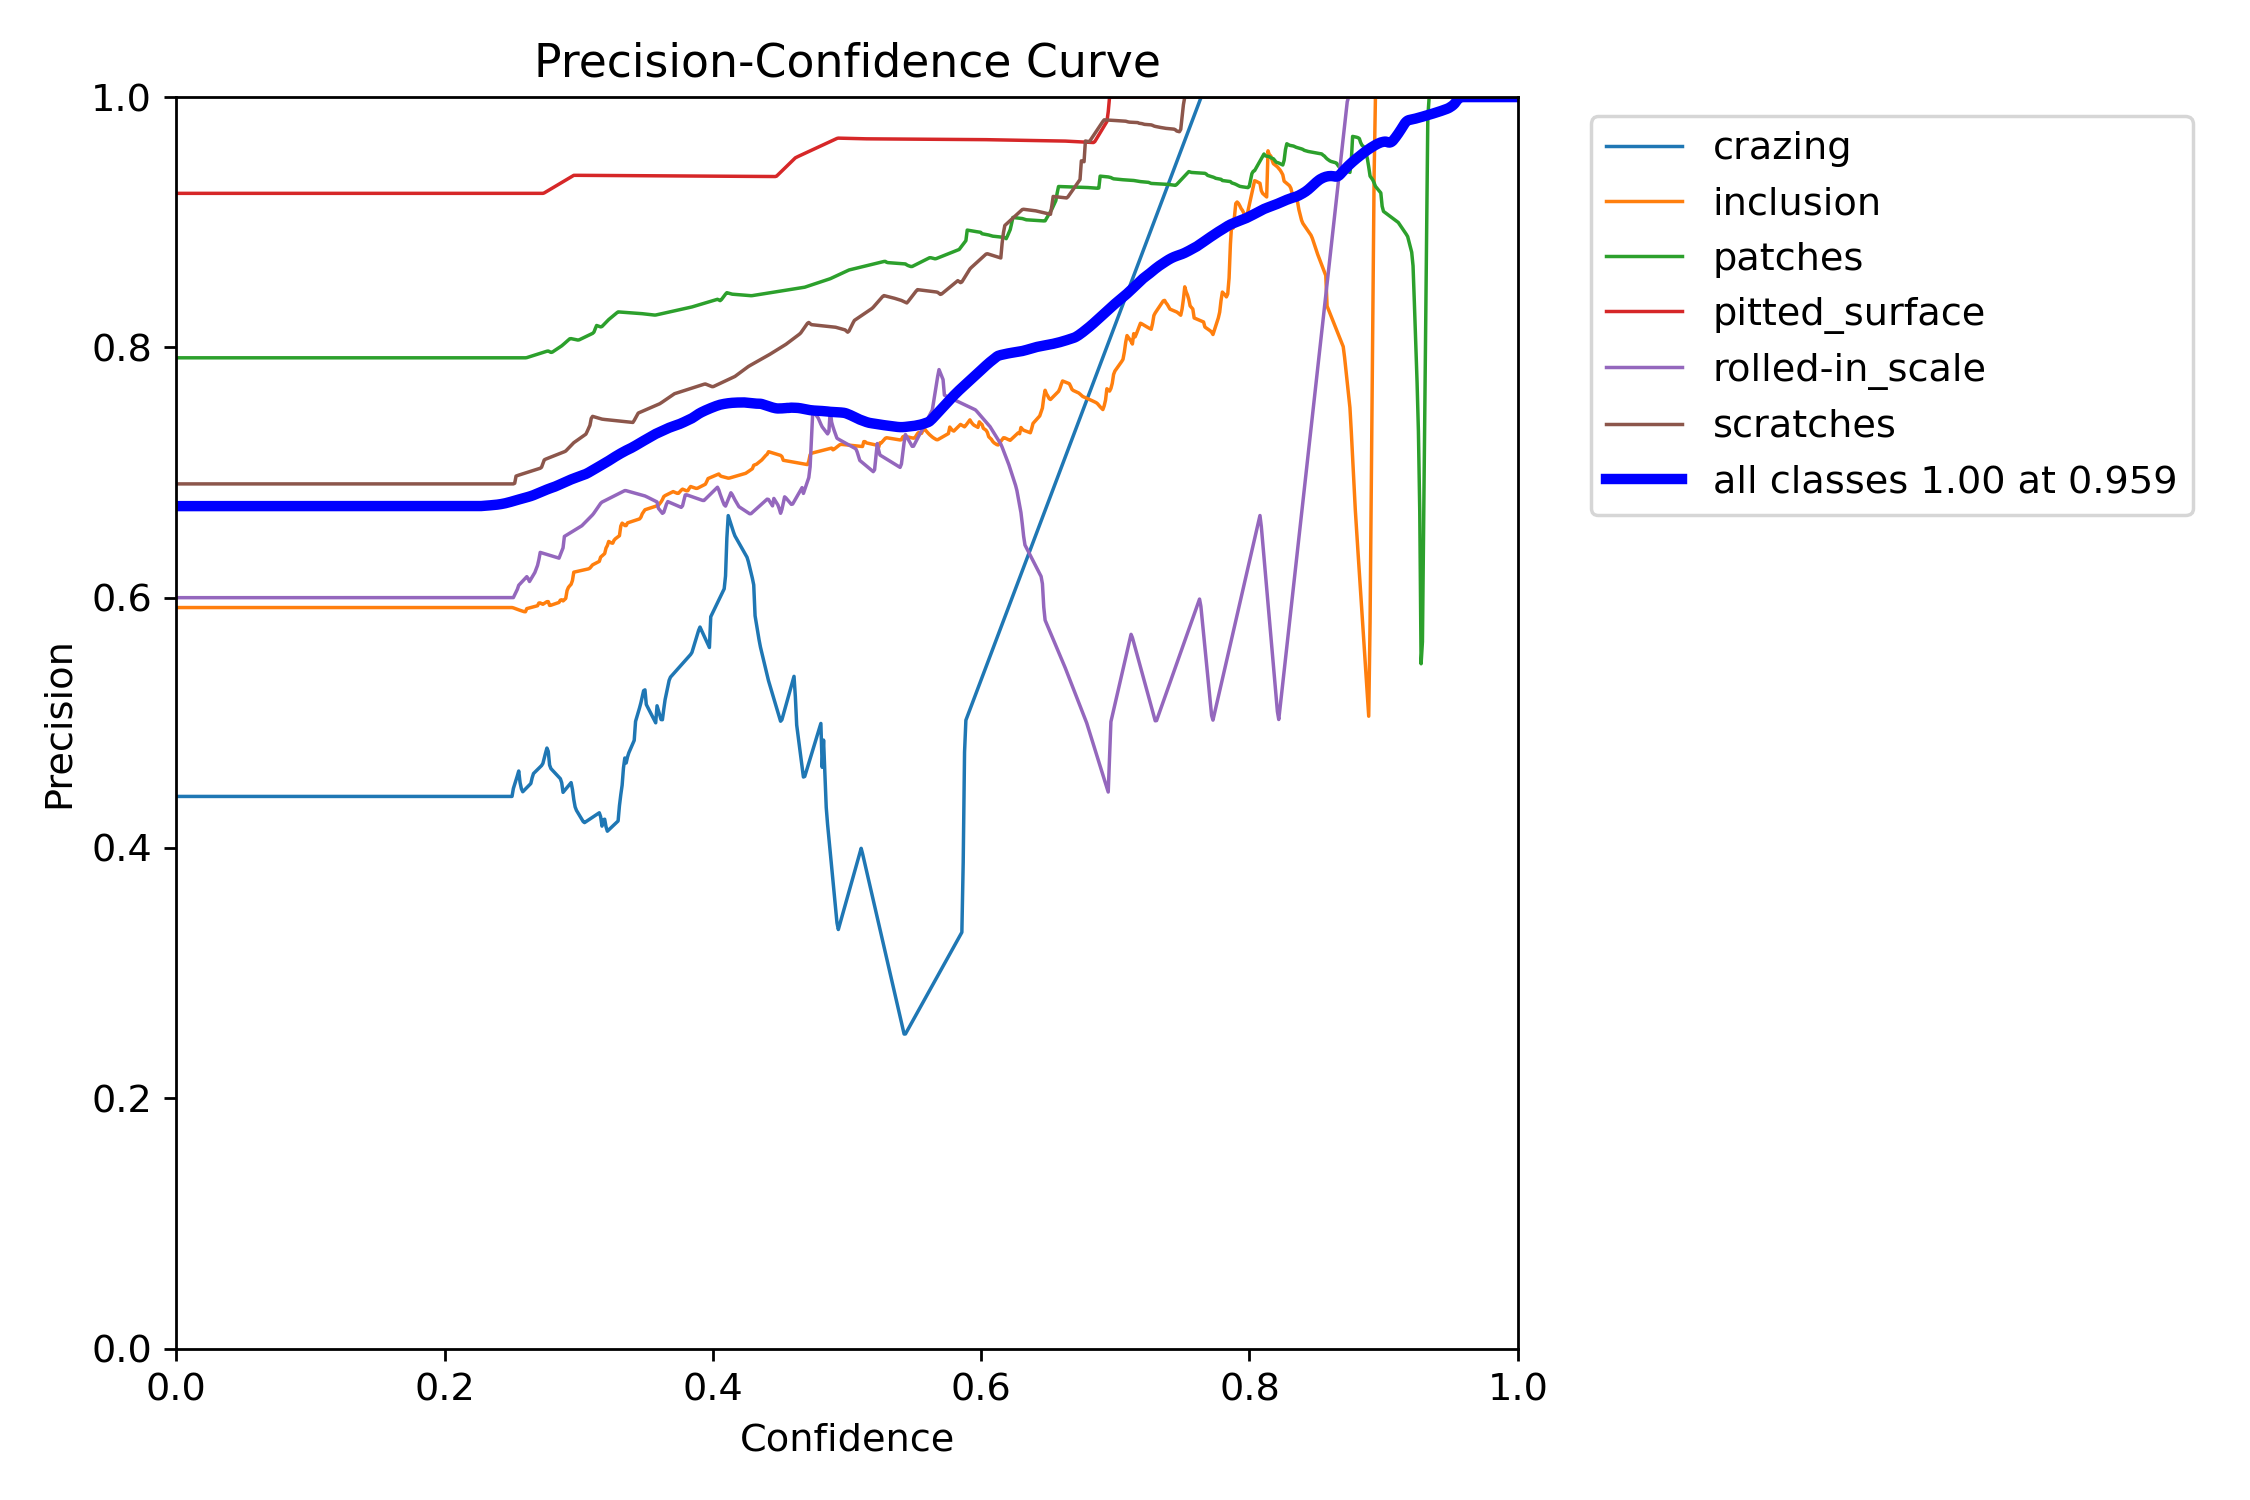 Precision-Confidence Curve
1.0
0.8
0.6
0.4
0.2
0.0
Precision
0.0 0.2 0.4 0.6 0.8 1.0
Confidence
crazing
inclusion
patches
pitted_surface
rolled-in_scale
scratches
all classes 1.00 at 0.959